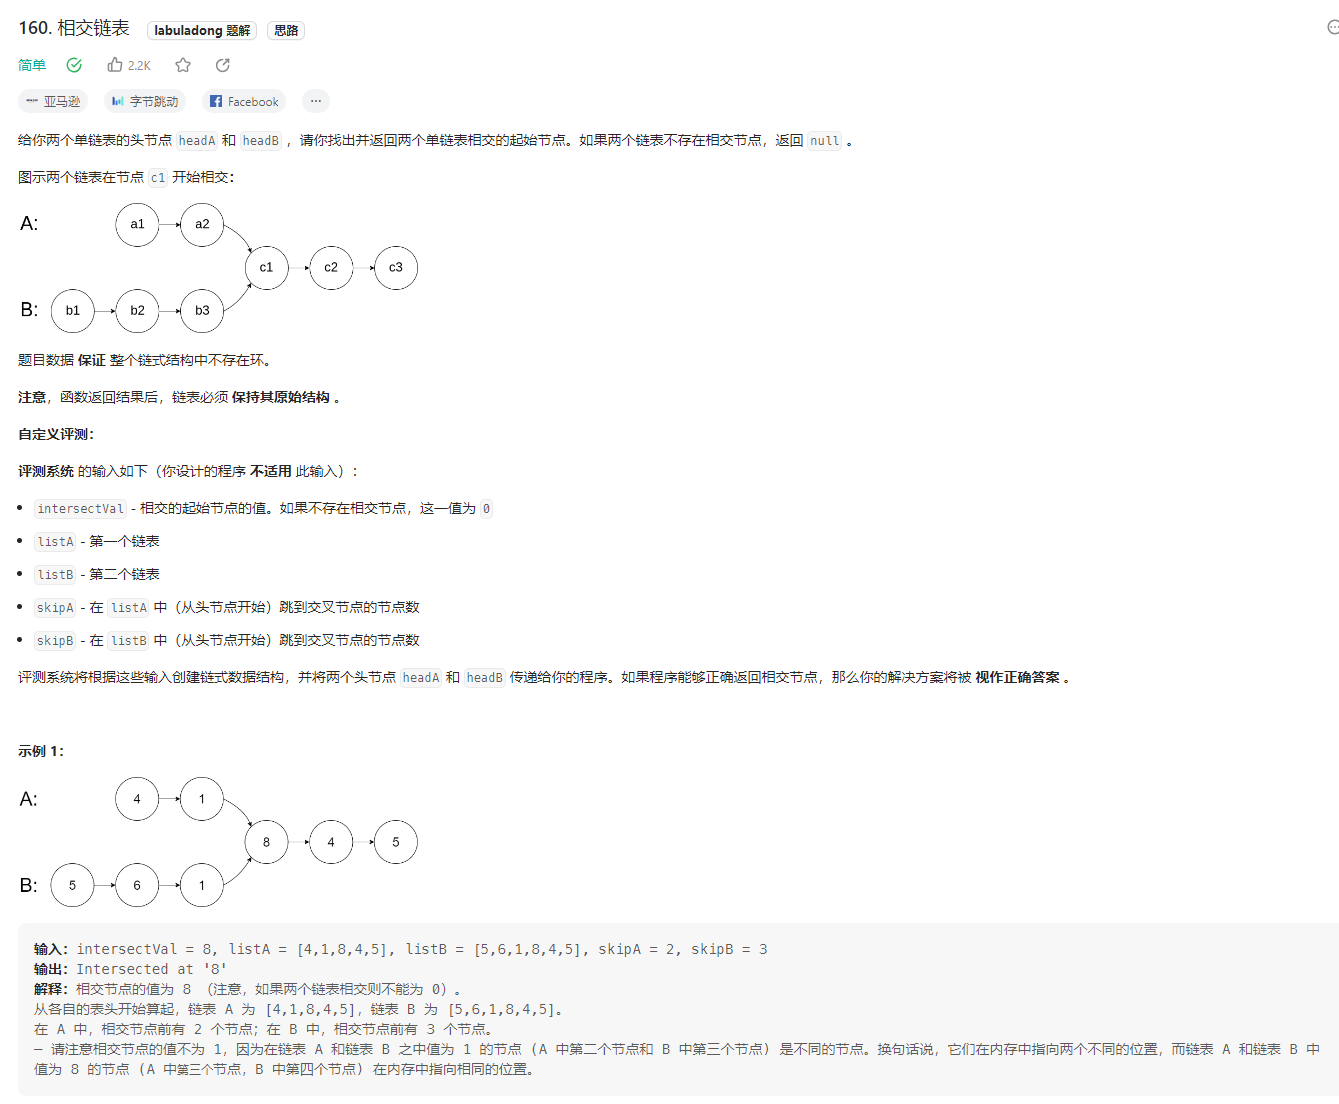 160. 相交链表 labuladong 题解 思路
简单 2.2K
亚马逊 字节跳动 Facebook ...
给你两个单链表的头节点 headA 和 headB ，请你找出并返回两个单链表相交的起始节点。如果两个链表不存在相交节点，返回 null 。
图示两个链表在节点 c1 开始相交：
A: a1 a2
c1 c2 c3
B: b1 b2 b3
题目数据 保证 整个链式结构中不存在环。
注意，函数返回结果后，链表必须 保持其原始结构 。
自定义评测：
评测系统 的输入如下（你设计的程序 不适用 此输入）：
• intersectVal - 相交的起始节点的值。如果不存在相交节点，这一值为 0
• listA - 第一个链表
• listB - 第二个链表
• skipA - 在 listA 中（从头节点开始）跳到交叉节点的节点数
• skipB - 在 listB 中（从头节点开始）跳到交叉节点的节点数
评测系统将根据这些输入创建链式数据结构，并将两个头节点 headA 和 headB 传递给你的程序。如果程序能够正确返回相交节点，那么你的解决方案将被 视作正确答案 。
示例 1：
A: 4 1
8 4 5
B: 5 6 1
输入：intersectVal = 8, listA = [4,1,8,4,5], listB = [5,6,1,8,4,5], skipA = 2, skipB = 3
输出：Intersected at '8'
解释：相交节点的值为 8 （注意，如果两个链表相交则不能为 0）。
从各自的表头开始算起，链表 A 为 [4,1,8,4,5]，链表 B 为 [5,6,1,8,4,5]。
在 A 中，相交节点前有 2 个节点；在 B 中，相交节点前有 3 个节点。
— 请注意相交节点的值不为 1，因为在链表 A 和链表 B 之中值为 1 的节点 (A 中第二个节点和 B 中第三个节点) 是不同的节点。换句话说，它们在内存中指向两个不同的位置，而链表 A 和链表 B 中
值为 8 的节点 (A 中第三个节点，B 中第四个节点) 在内存中指向相同的位置。